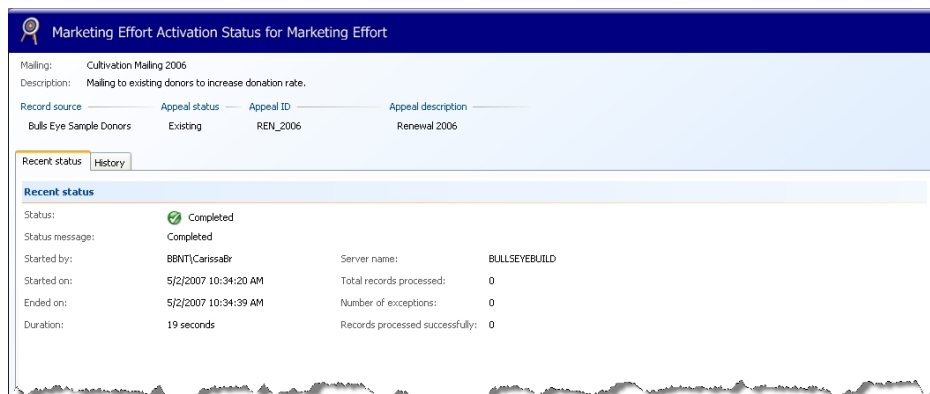 Marketing Effort Activation Status for Marketing Effort
Mailing: Cultivation Mailing 2006
Description: Mailing to existing donors to increase donation rate.
Record source Appeal status Appeal ID Appeal description
Bulls Eye Sample Donors Existing REN_2006 Renewal 2006
Recent status History
Recent status
Status: Completed
Status message: Completed
Started by: BBNT\CarissaBr Server name: BULLSEYEBUILD
Started on: 5/2/2007 10:34:20 AM Total records processed: 0
Ended on: 5/2/2007 10:34:39 AM Number of exceptions: 0
Duration: 19 seconds Records processed successfully: 0